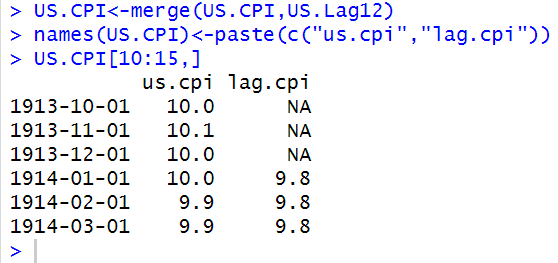 > US.CPI<-merge(US.CPI,US.Lag12)
> names(US.CPI)<-paste(c("us.cpi","lag.cpi"))
> US.CPI[10:15,]
           us.cpi lag.cpi
1913-10-01   10.0      NA
1913-11-01   10.1      NA
1913-12-01   10.0      NA
1914-01-01   10.0     9.8
1914-02-01    9.9     9.8
1914-03-01    9.9     9.8
>